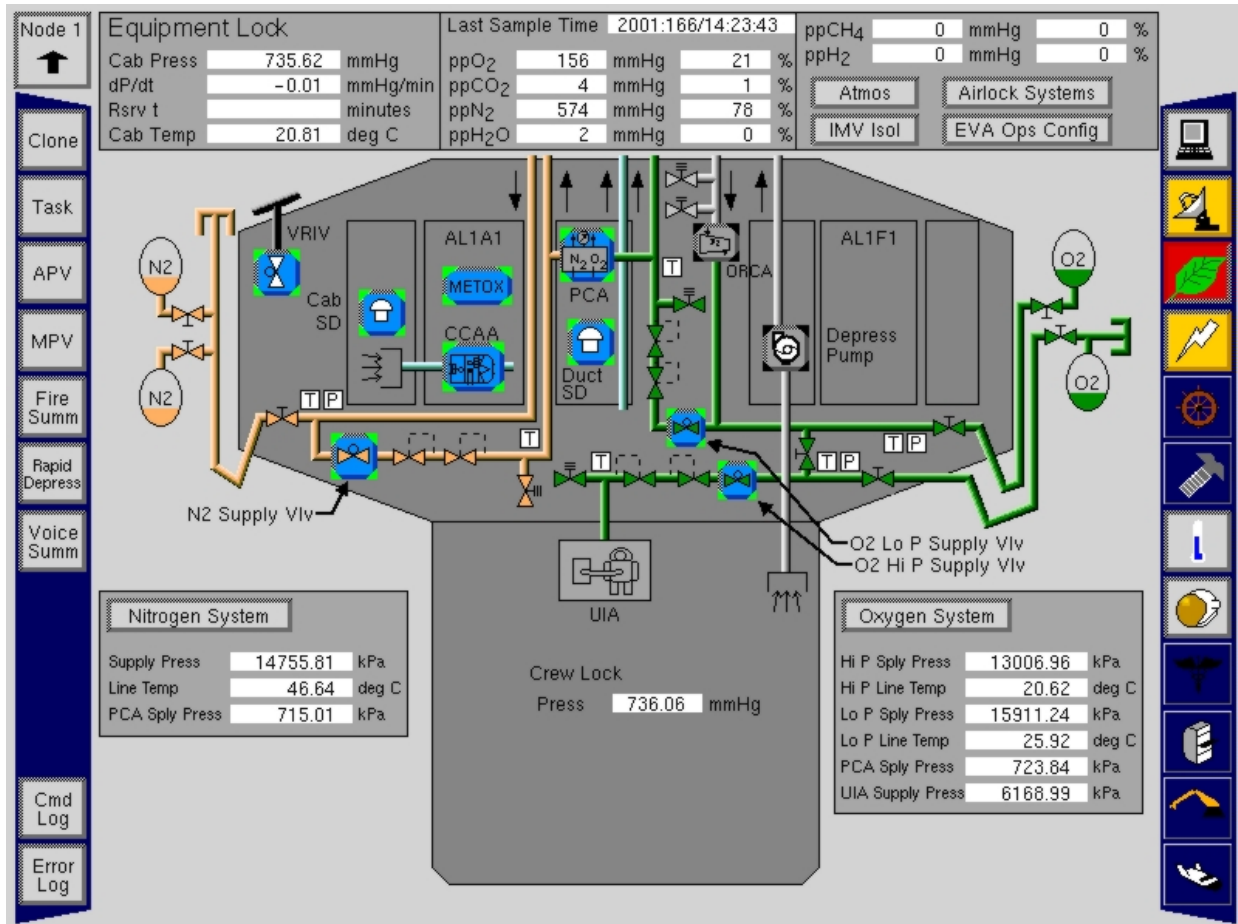 Node 1
Equipment Lock
Cab Press 735.62 mmHg
dP/dt -0.01 mmHg/min
Rsrv t minutes
Cab Temp 20.81 deg C
Last Sample Time 2001:166/14:23:43
ppO2 156 mmHg 21 %
ppCO2 4 mmHg 1 %
ppN2 574 mmHg 78 %
ppH2O 2 mmHg 0 %
ppCH4 0 mmHg 0 %
ppH2 0 mmHg 0 %
Atmos Airlock Systems
IMV Isol EVA Ops Config
Clone
Task
APV
MPV
Fire
Summ
Rapid
Depress
Voice
Summ
Cmd
Log
Error
Log
VRIV
AL1A1
AL1F1
N2 O2
PCA
T
ORCA
N2
O2
METOX
Cab
SD
CCAA
Duct
SD
Depress
Pump
N2
O2
T P
T
T P
T
T P
N2 Supply Vlv
O2 Lo P Supply Vlv
O2 Hi P Supply Vlv
UIA
Crew Lock
Press 736.06 mmHg
Nitrogen System
Supply Press 14755.81 kPa
Line Temp 46.64 deg C
PCA Sply Press 715.01 kPa
Oxygen System
Hi P Sply Press 13006.96 kPa
Hi P Line Temp 20.62 deg C
Lo P Sply Press 15911.24 kPa
Lo P Line Temp 25.92 deg C
PCA Sply Press 723.84 kPa
UIA Supply Press 6168.99 kPa